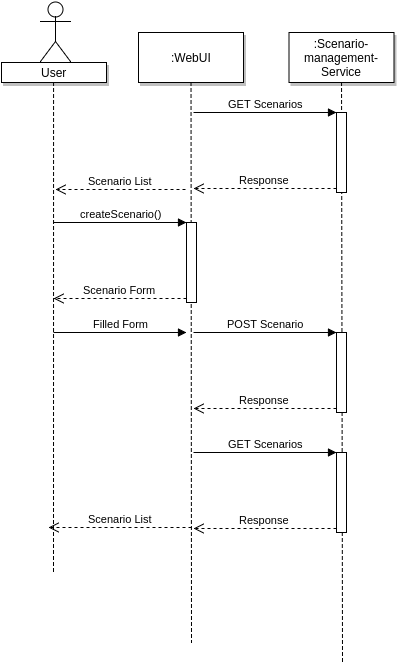 User
:WebUI
:Scenario-
management-
Service
GET Scenarios
Scenario List
Response
createScenario()
Scenario Form
Filled Form
POST Scenario
Response
GET Scenarios
Scenario List
Response